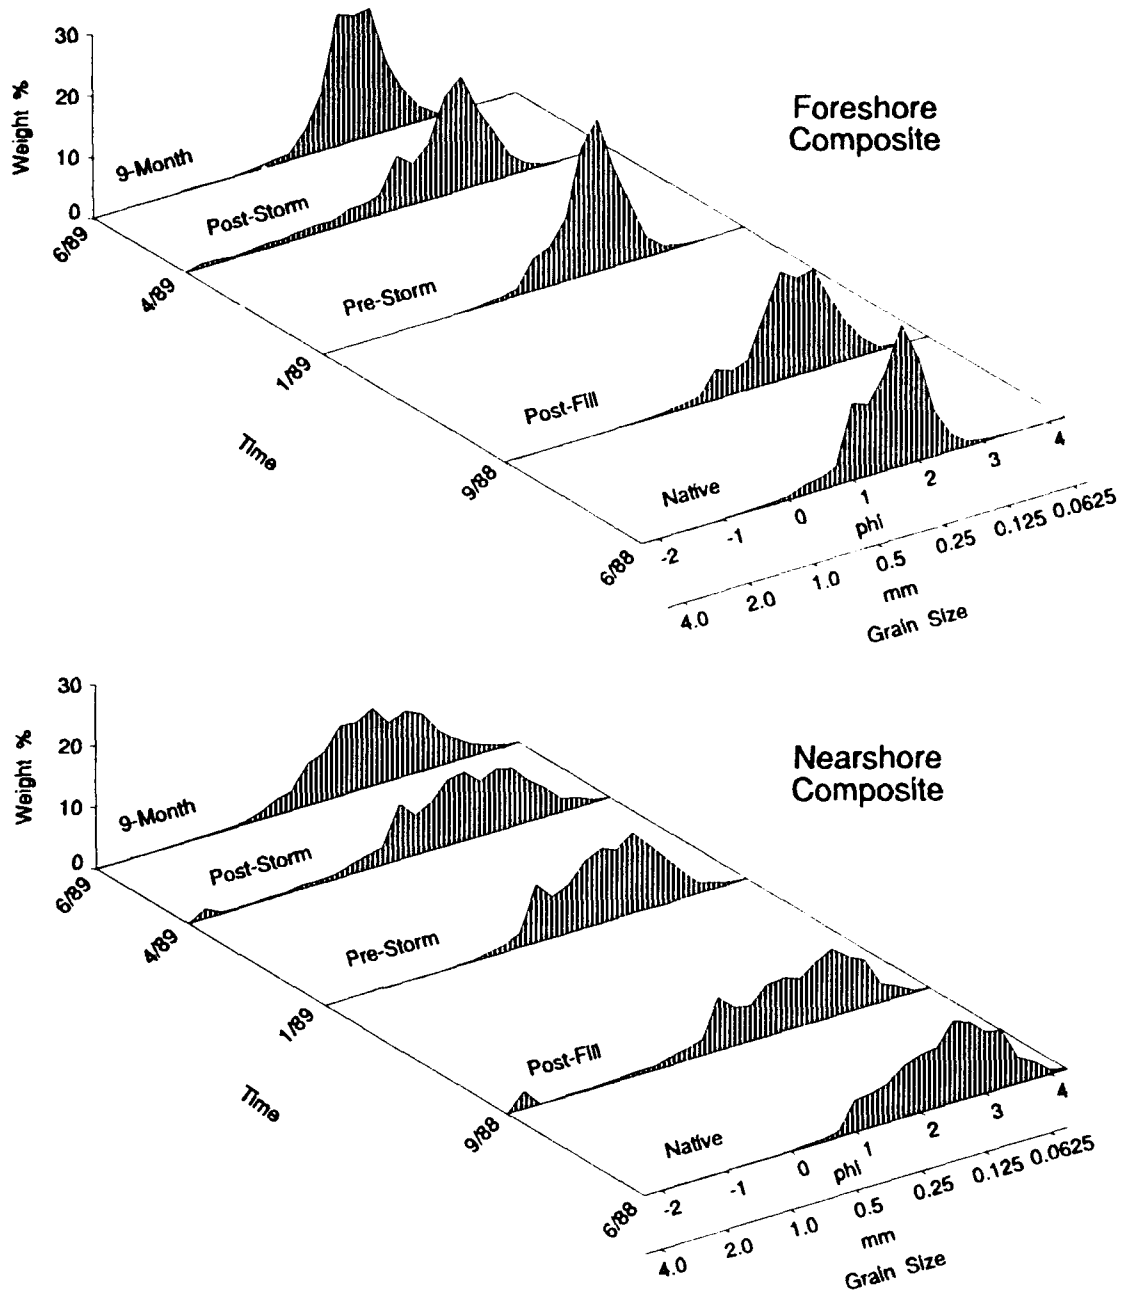 Foreshore
Composite
Weight %
30
20
10
0
9-Month
Post-Storm
Pre-Storm
Post-Fill
Native
6/89
4/89
1/89
9/88
6/88
Time
-2 -1 0 1 2 3 4
phi
4.0 2.0 1.0 0.5 0.25 0.125 0.0625
mm
Grain Size
Nearshore
Composite
Weight %
30
20
10
0
9-Month
Post-Storm
Pre-Storm
Post-Fill
Native
6/89
4/89
1/89
9/88
6/88
Time
-2 -1 0 1 2 3 4
phi
4.0 2.0 1.0 0.5 0.25 0.125 0.0625
mm
Grain Size